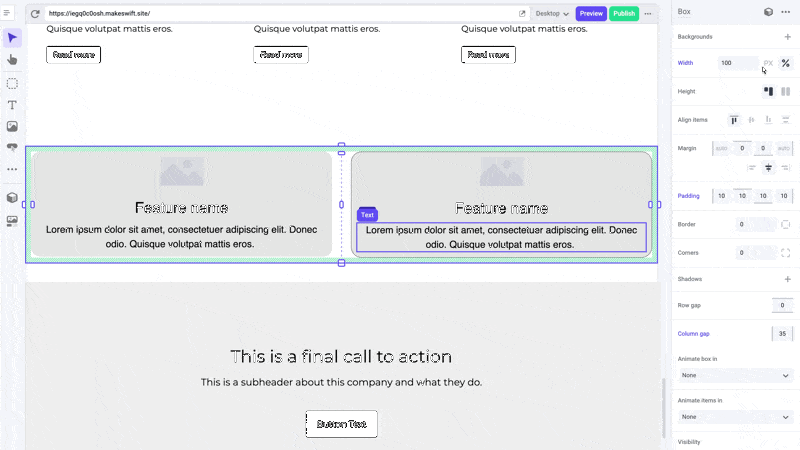 https://iegq0c0osh.makeswift.site/
Desktop
Preview
Publish
Box
Quisque volutpat mattis eros.
Quisque volutpat mattis eros.
Quisque volutpat mattis eros.
Read more
Read more
Read more
Feature name
Lorem ipsum dolor sit amet, consectetuer adipiscing elit. Donec
odio. Quisque volutpat mattis eros.
Feature name
Text
Lorem ipsum dolor sit amet, consectetuer adipiscing elit. Donec
odio. Quisque volutpat mattis eros.
This is a final call to action
This is a subheader about this company and what they do.
Button Text
Backgrounds
Width
100
PX
%
Height
Align items
Margin
auto
0
0
auto
Padding
10
10
10
10
Border
0
Corners
0
Shadows
Row gap
0
Column gap
35
Animate box in
None
Animate items in
None
Visibility